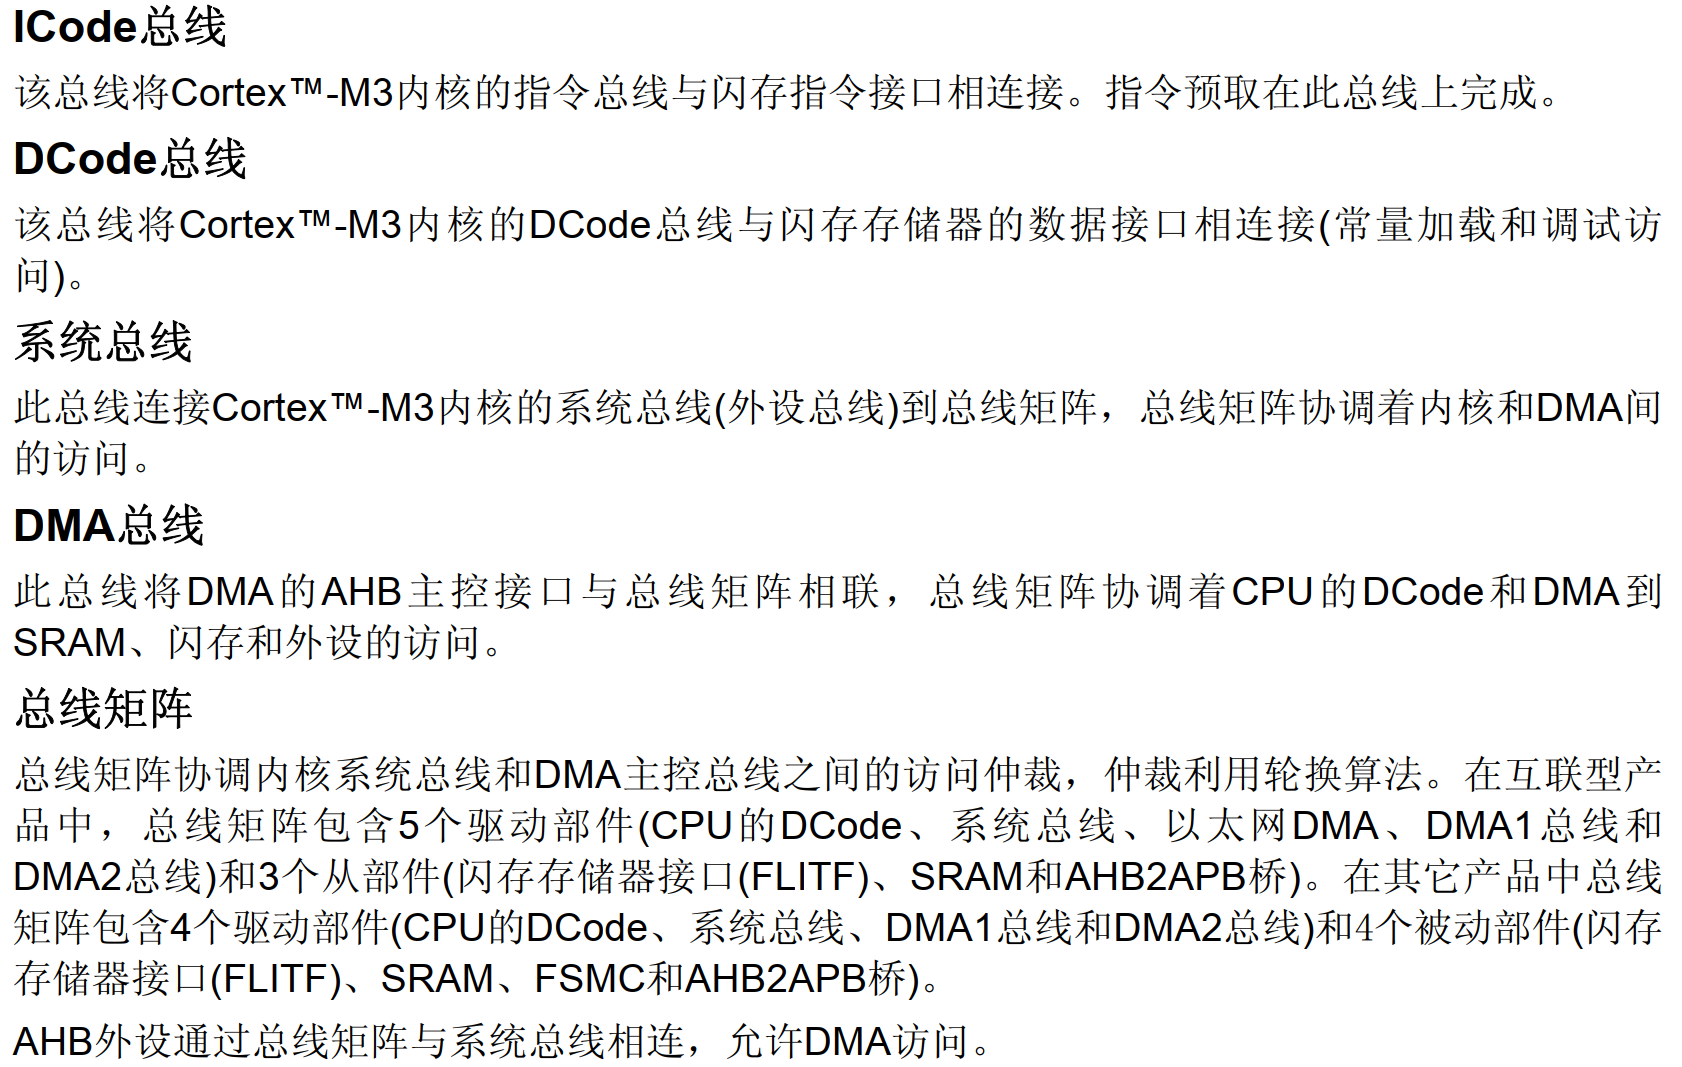 ICode总线
该总线将Cortex™-M3内核的指令总线与闪存指令接口相连接。指令预取在此总线上完成。
DCode总线
该总线将Cortex™-M3内核的DCode总线与闪存存储器的数据接口相连接(常量加载和调试访
问)。
系统总线
此总线连接Cortex™-M3内核的系统总线(外设总线)到总线矩阵，总线矩阵协调着内核和DMA间
的访问。
DMA总线
此总线将DMA的AHB主控接口与总线矩阵相联，总线矩阵协调着CPU的DCode和DMA到
SRAM、闪存和外设的访问。
总线矩阵
总线矩阵协调内核系统总线和DMA主控总线之间的访问仲裁，仲裁利用轮换算法。在互联型产
品中，总线矩阵包含5个驱动部件(CPU的DCode、系统总线、以太网DMA、DMA1总线和
DMA2总线)和3个从部件(闪存存储器接口(FLITF)、SRAM和AHB2APB桥)。在其它产品中总线
矩阵包含4个驱动部件(CPU的DCode、系统总线、DMA1总线和DMA2总线)和4个被动部件(闪存
存储器接口(FLITF)、SRAM、FSMC和AHB2APB桥)。
AHB外设通过总线矩阵与系统总线相连，允许DMA访问。